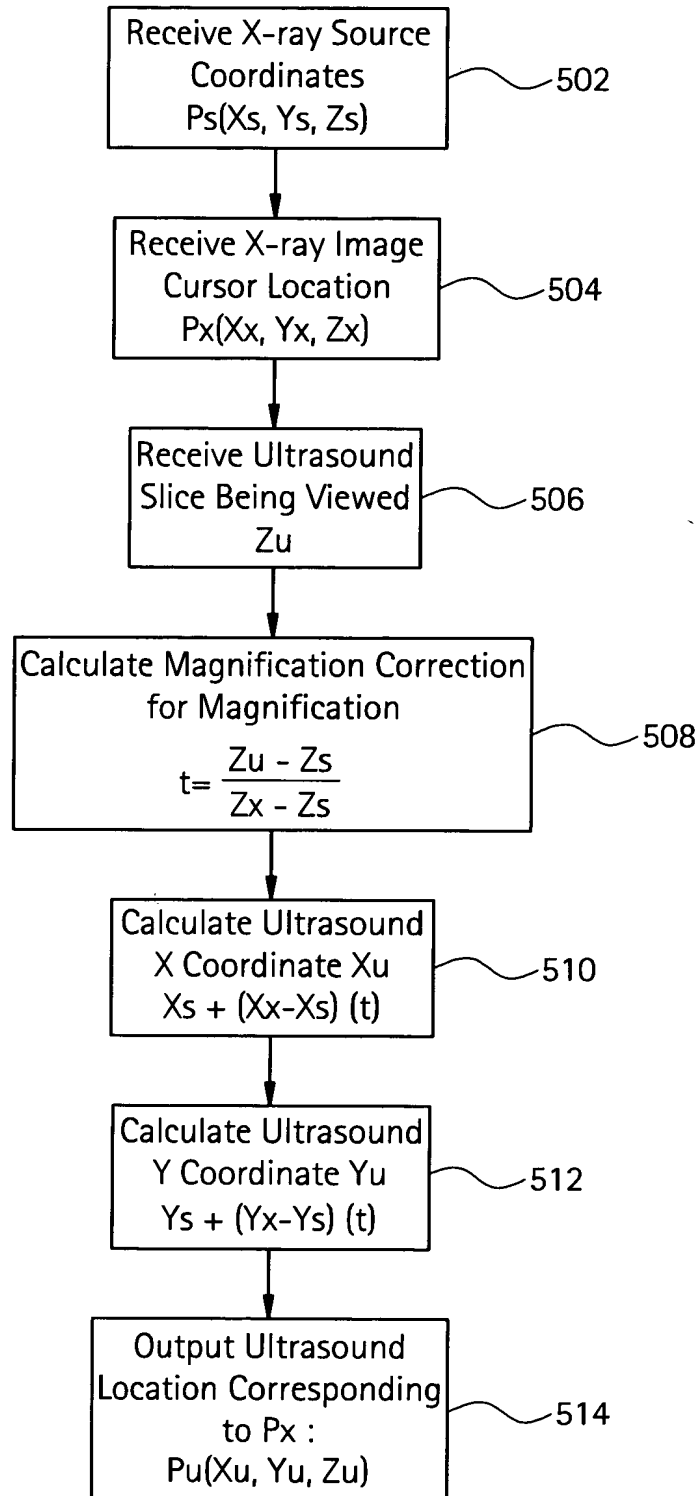 Receive X-ray Source
Coordinates
Ps(Xs, Ys, Zs)
502
Receive X-ray Image
Cursor Location
Px(Xx, Yx, Zx)
504
Receive Ultrasound
Slice Being Viewed
Zu
506
Calculate Magnification Correction
for Magnification
t= Zu - Zs
Zx - Zs
508
Calculate Ultrasound
X Coordinate Xu
Xs + (Xx-Xs) (t)
510
Calculate Ultrasound
Y Coordinate Yu
Ys + (Yx-Ys) (t)
512
Output Ultrasound
Location Corresponding
to Px :
Pu(Xu, Yu, Zu)
514